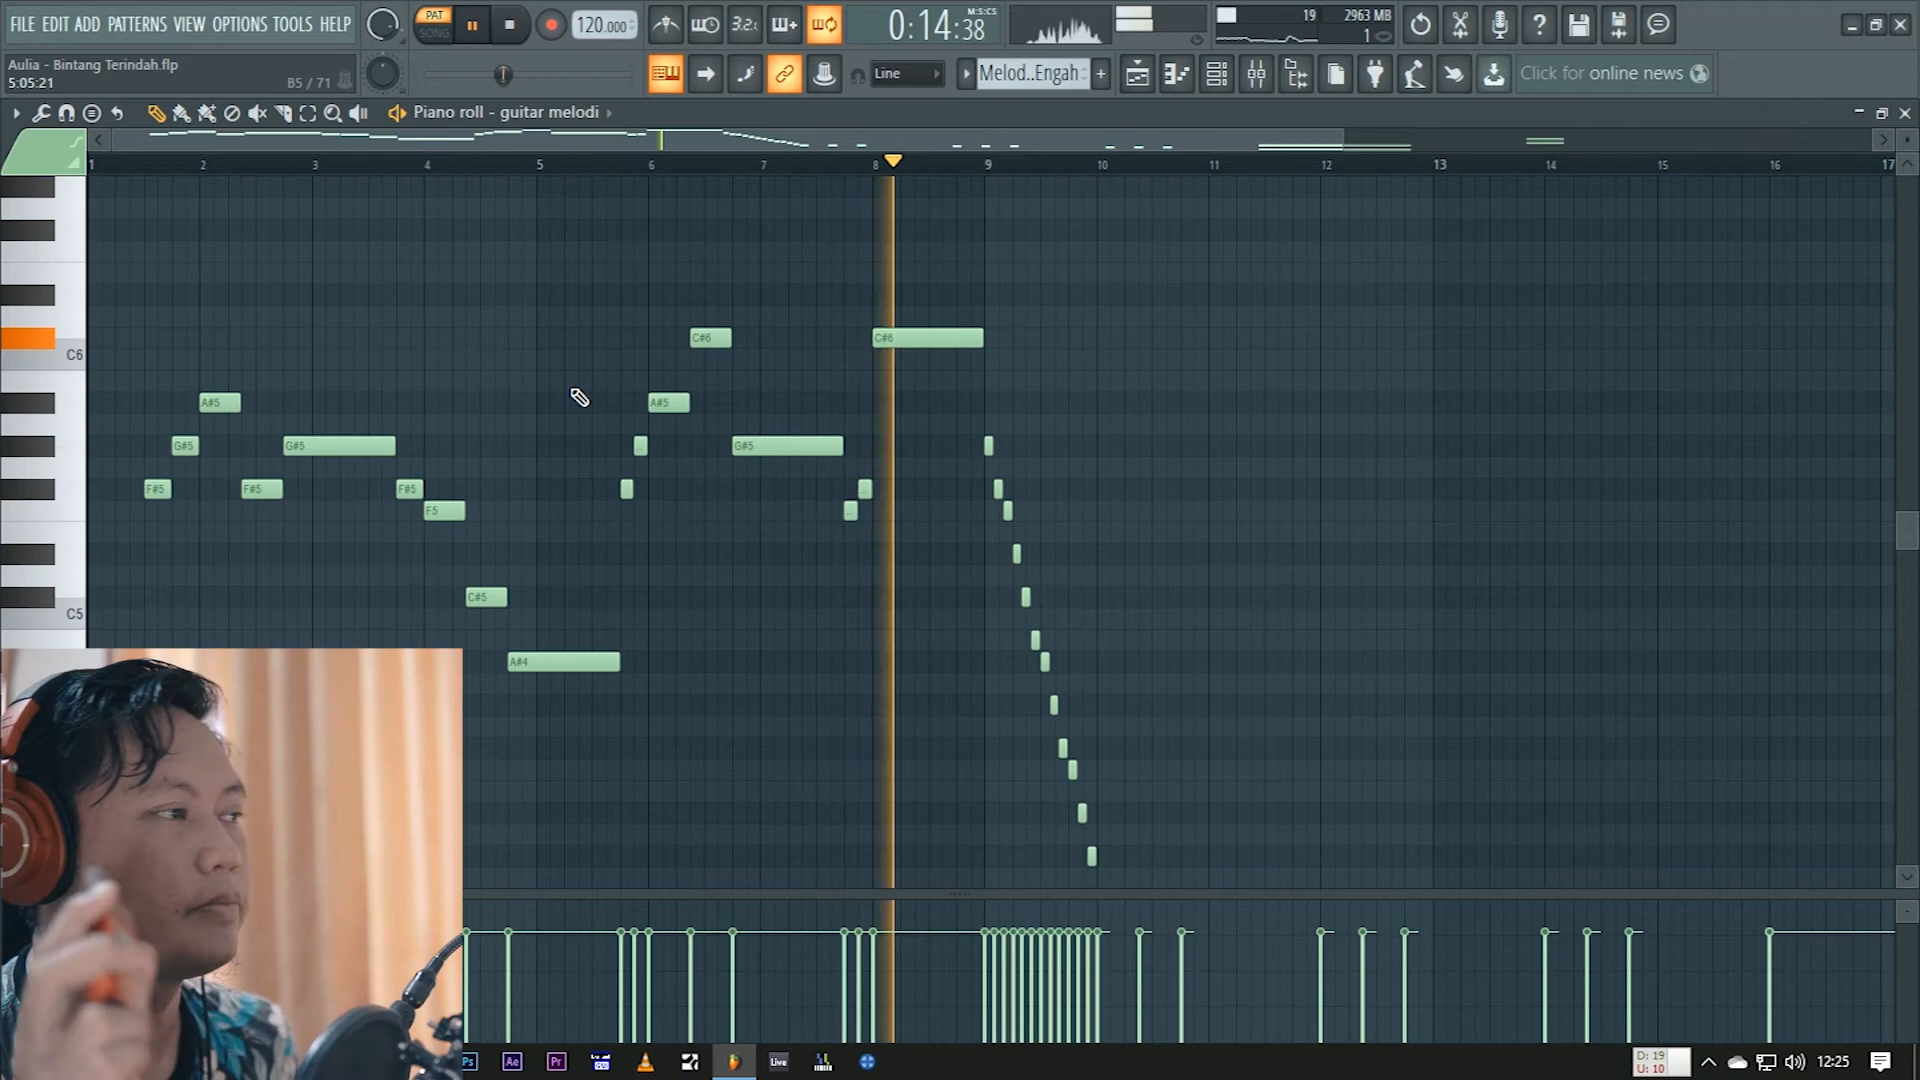 FILE EDIT ADD PATTERNS VIEW OPTIONS TOOLS HELP
PAT
SONG
120.000
3.2.
0:14:38
M:S:CS
19
2963 MB
1
Aulia - Bintang Terindah.flp
5:05:21
B5 / 71
Line
Melod..Engah
Click for online news
Piano roll - guitar melodi
1 2 3 4 5 6 7 8 9 10 11 12 13 14 15 16 17
C#6
C#6
C6
A#5
A#5
G#5
G#5
G#5
F#5
F#5
F#5
F5
C#5
C5
A#4
Ps
Ae
Pr
Live
D: 19
U: 10
12:25